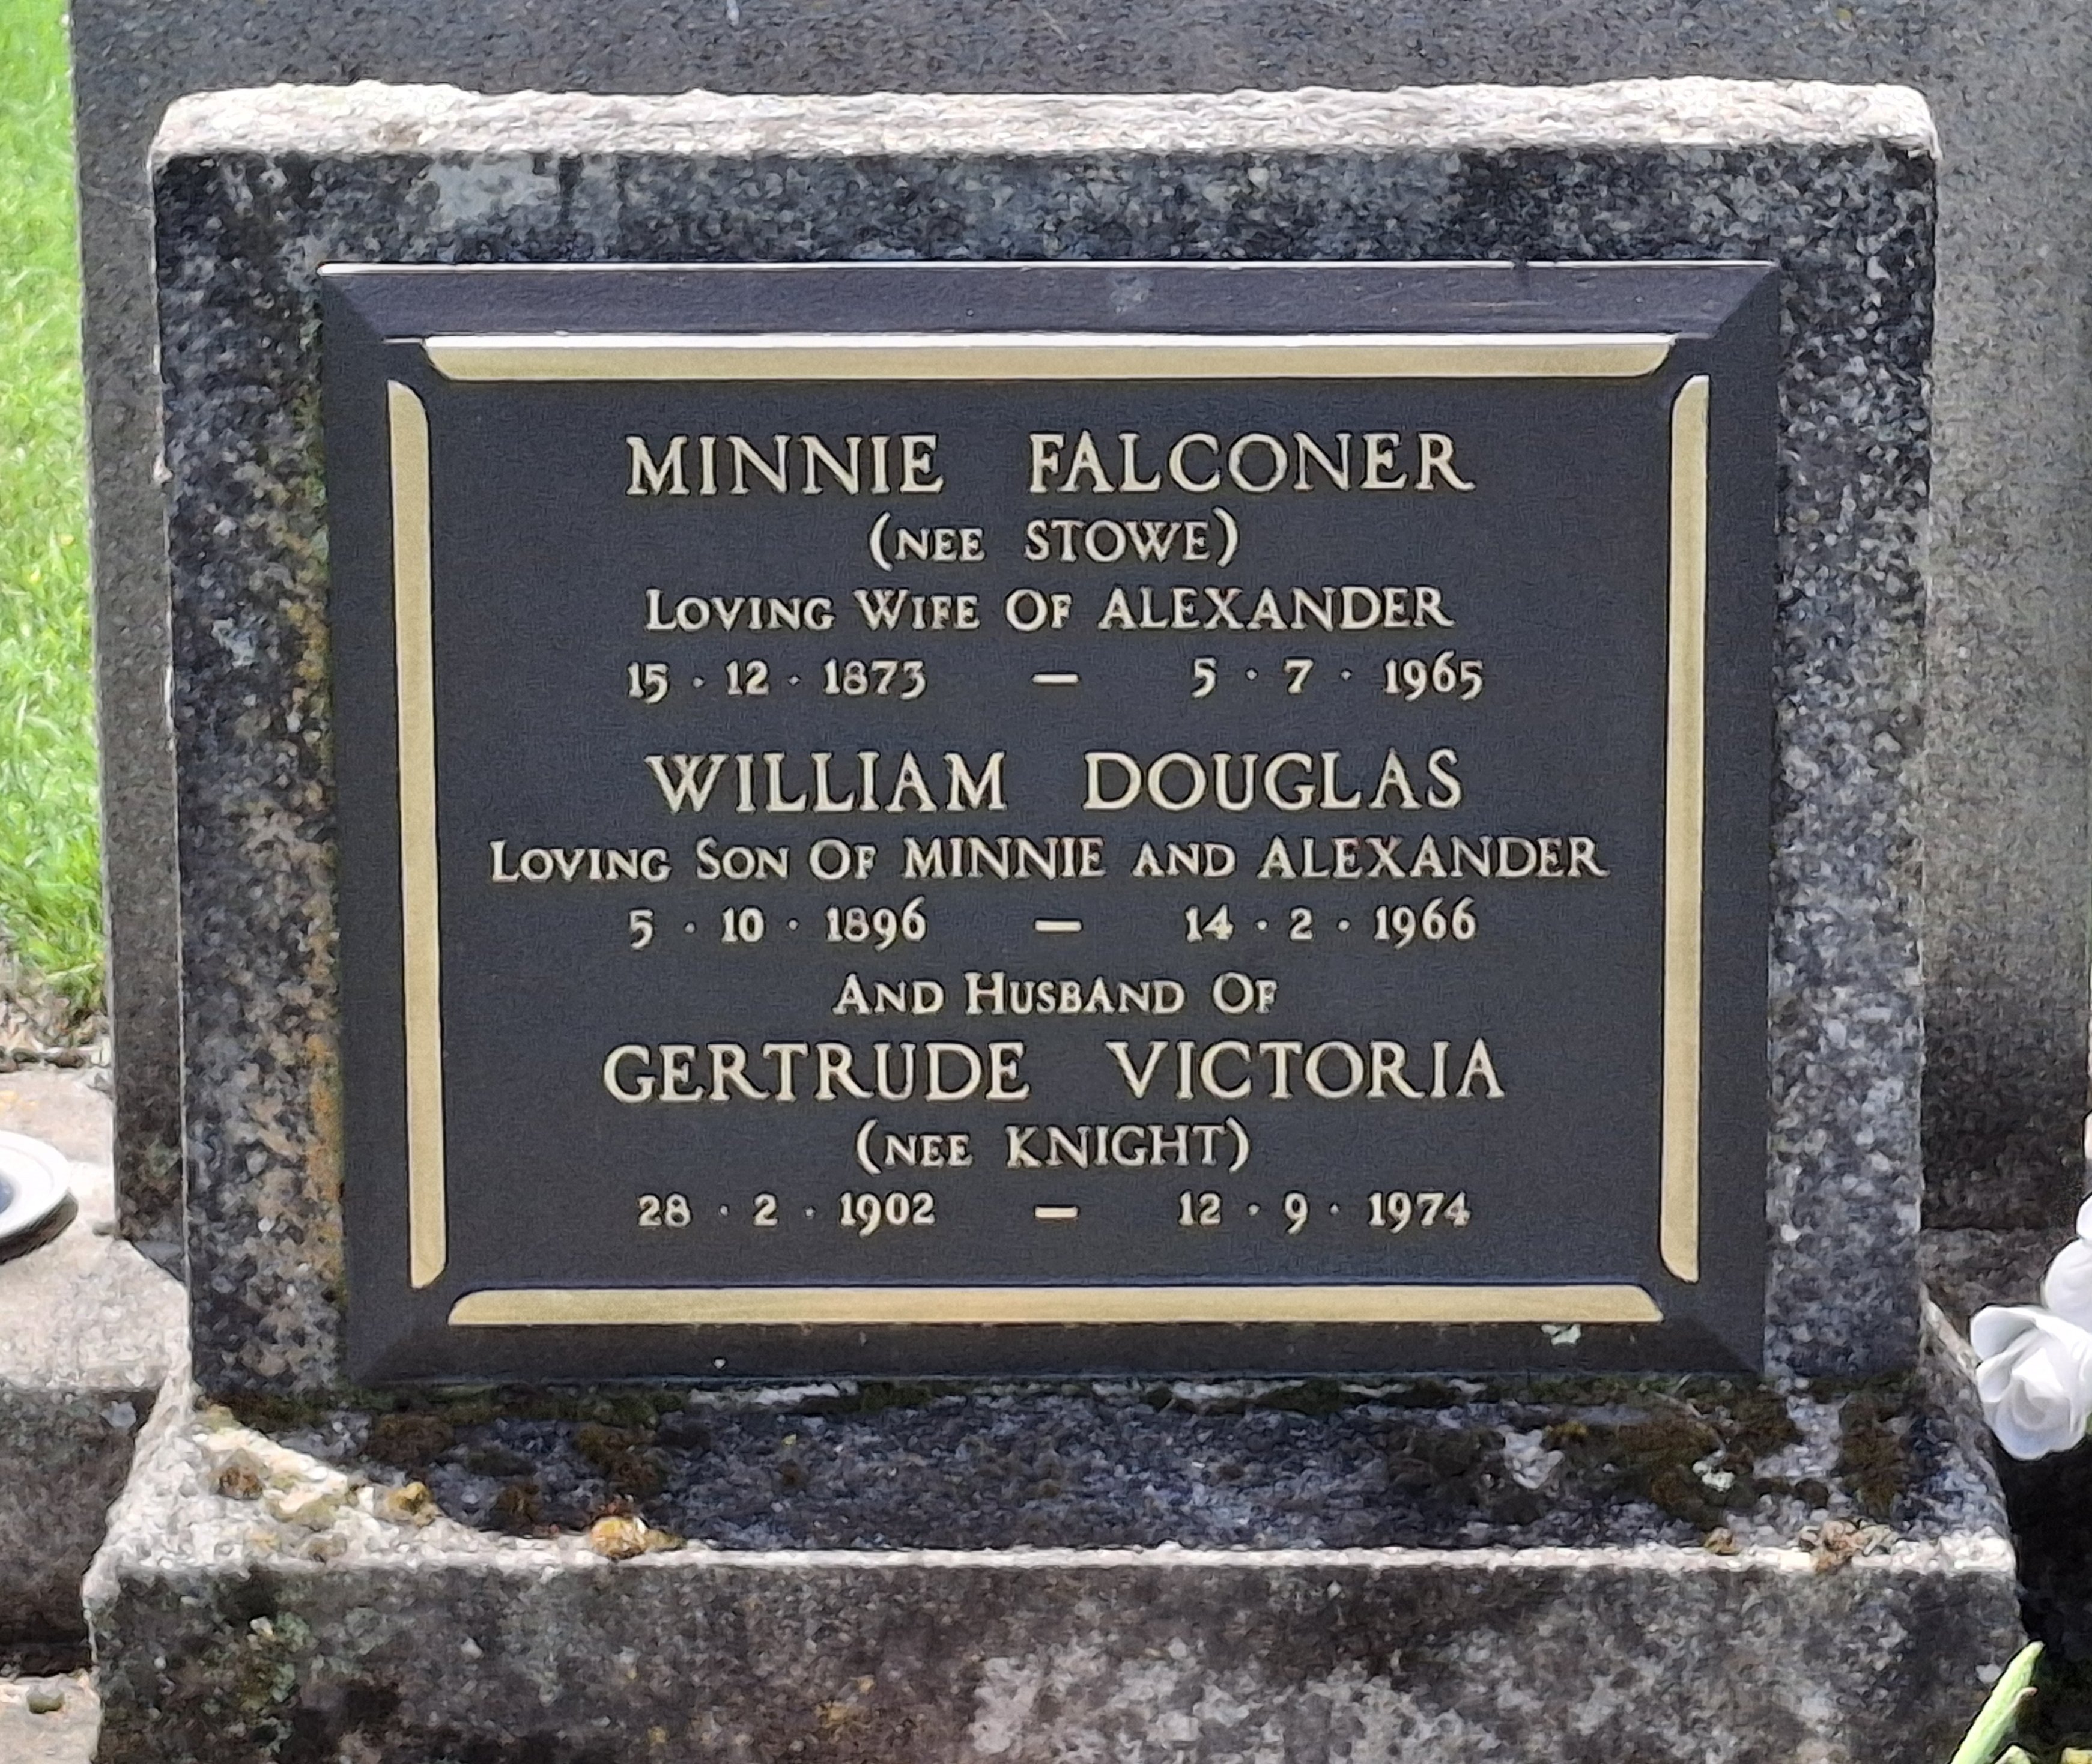 MINNIE FALCONER
(NEE STOWE)
LOVING WIFE OF ALEXANDER
15 · 12 · 1873 — 5 · 7 · 1965
WILLIAM DOUGLAS
LOVING SON OF MINNIE AND ALEXANDER
5 · 10 · 1896 — 14 · 2 · 1966
AND HUSBAND OF
GERTRUDE VICTORIA
(NEE KNIGHT)
28 · 2 · 1902 — 12 · 9 · 1974